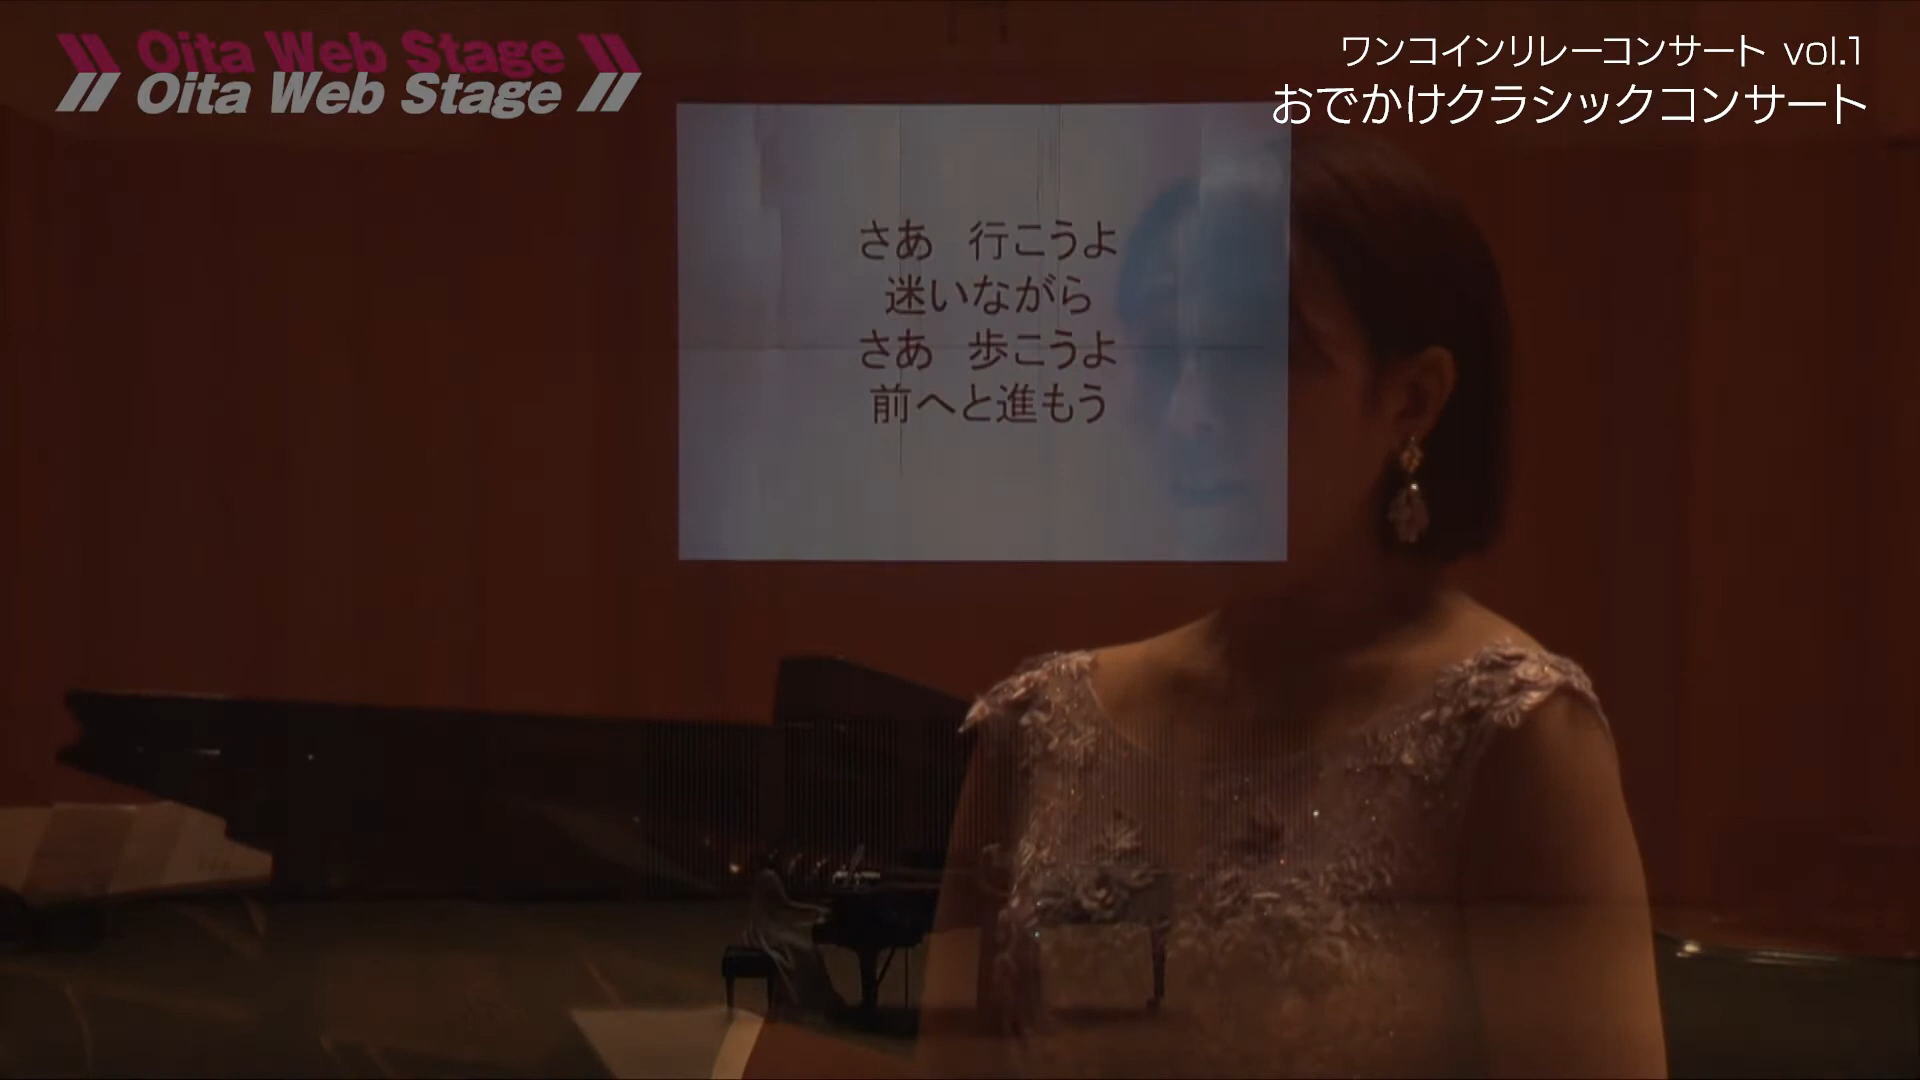 Oita Web Stage
Oita Web Stage
ワンコインリレーコンサート vol.1
おでかけクラシックコンサート
さあ 行こうよ
迷いながら
さあ 歩こうよ
前へと進もう